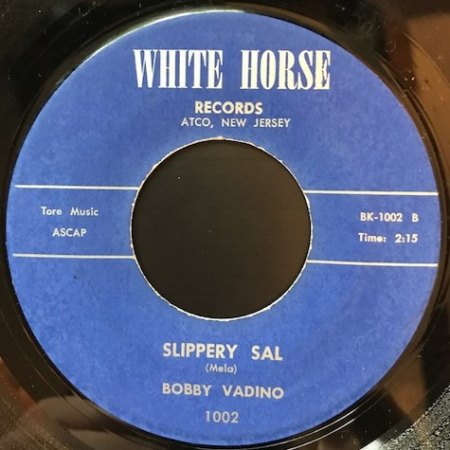 WHITE HORSE
RECORDS
ATCO, NEW JERSEY
Tore Music
ASCAP
BK-1002 B
Time: 2:15
SLIPPERY SAL
(Mela)
BOBBY VADINO
1002